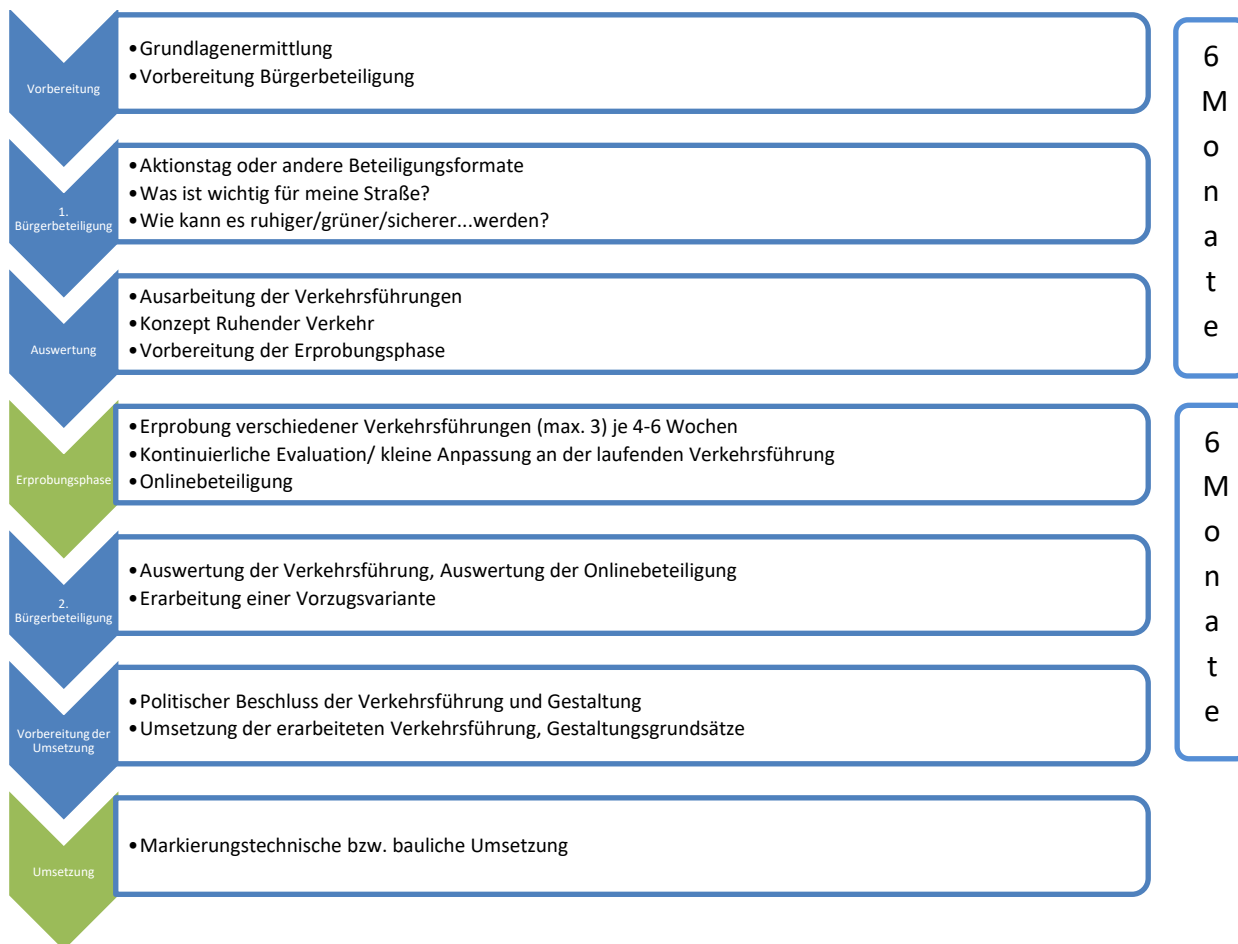 Vorbereitung
•Grundlagenermittlung
•Vorbereitung Bürgerbeteiligung
1.
Bürgerbeteiligung
•Aktionstag oder andere Beteiligungsformate
•Was ist wichtig für meine Straße?
•Wie kann es ruhiger/grüner/sicherer...werden?
Auswertung
•Ausarbeitung der Verkehrsführungen
•Konzept Ruhender Verkehr
•Vorbereitung der Erprobungsphase
6
M
o
n
a
t
e
Erprobungsphase
•Erprobung verschiedener Verkehrsführungen (max. 3) je 4-6 Wochen
•Kontinuierliche Evaluation/ kleine Anpassung an der laufenden Verkehrsführung
•Onlinebeteiligung
2.
Bürgerbeteiligung
•Auswertung der Verkehrsführung, Auswertung der Onlinebeteiligung
•Erarbeitung einer Vorzugsvariante
Vorbereitung der
Umsetzung
•Politischer Beschluss der Verkehrsführung und Gestaltung
•Umsetzung der erarbeiteten Verkehrsführung, Gestaltungsgrundsätze
6
M
o
n
a
t
e
Umsetzung
•Markierungstechnische bzw. bauliche Umsetzung